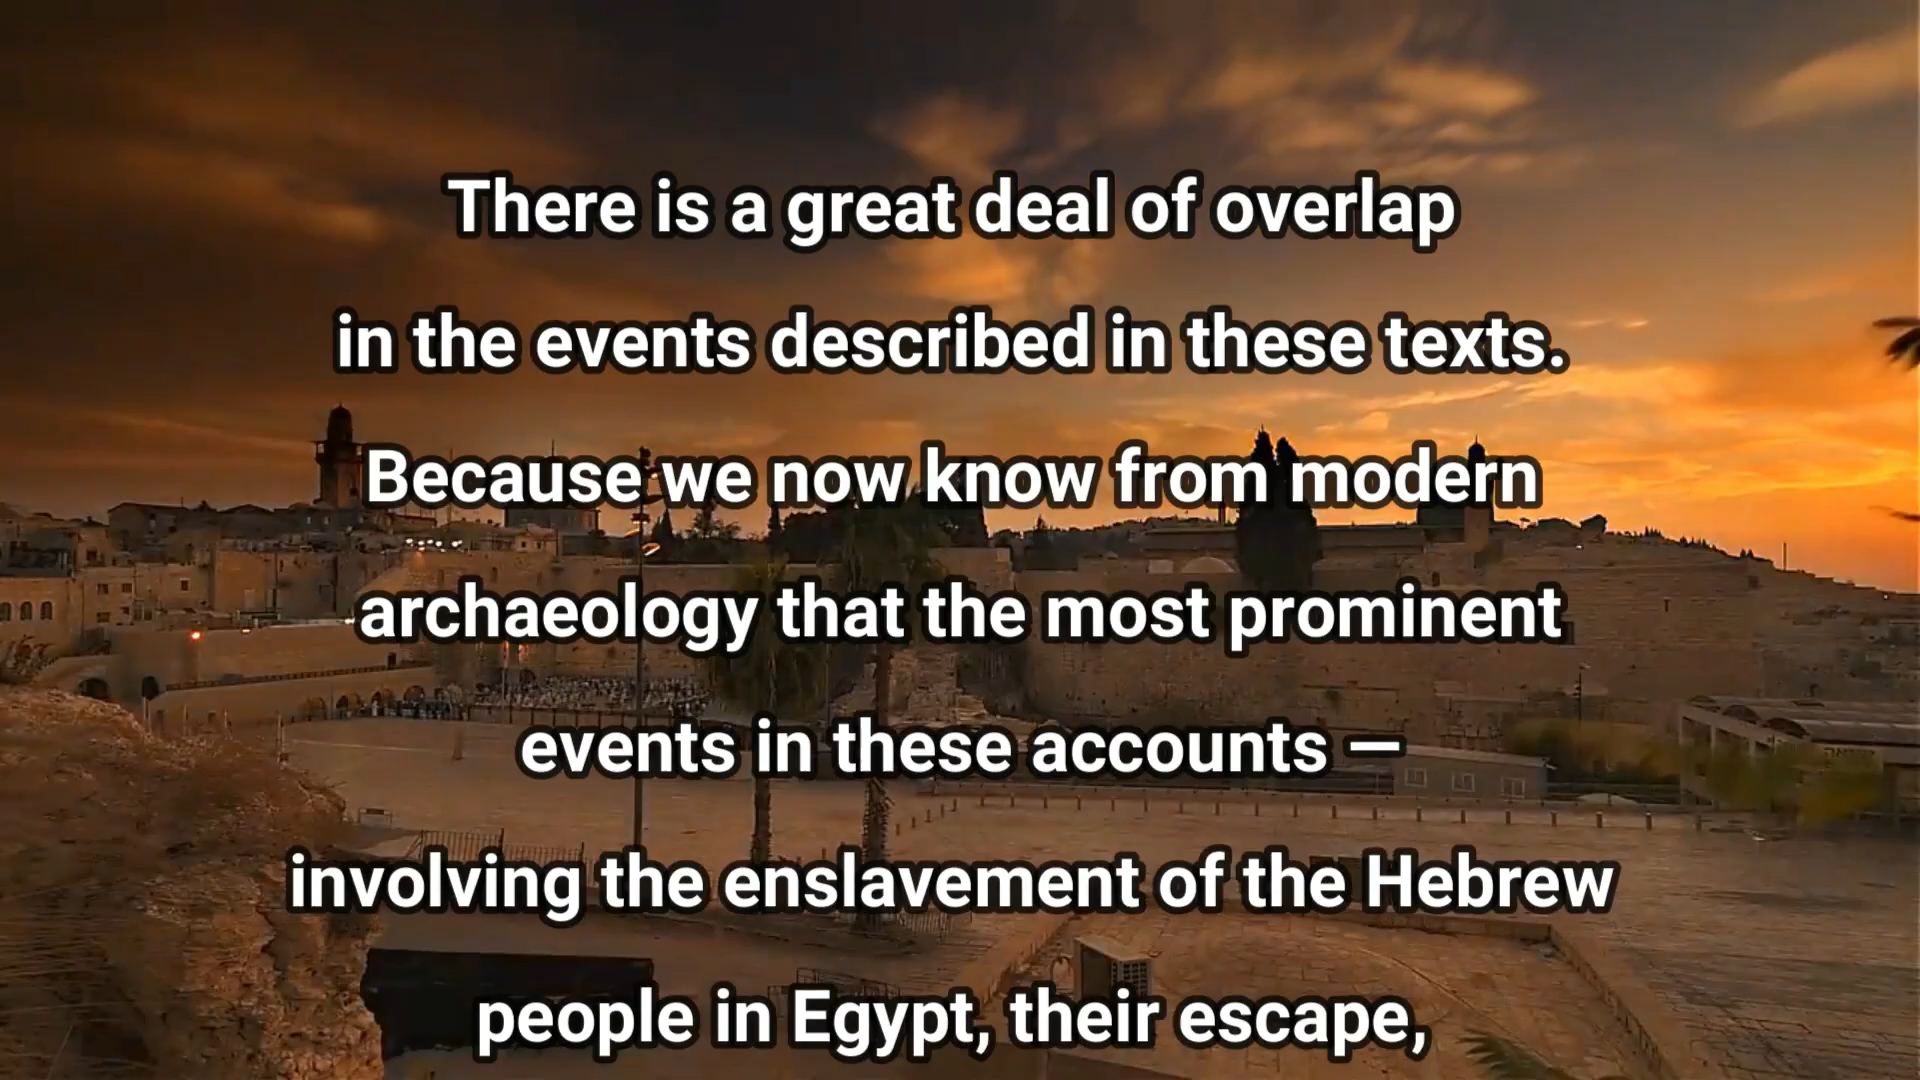 There is a great deal of overlap
in the events described in these texts.
Because we now know from modern
archaeology that the most prominent
events in these accounts —
involving the enslavement of the Hebrew
people in Egypt, their escape,